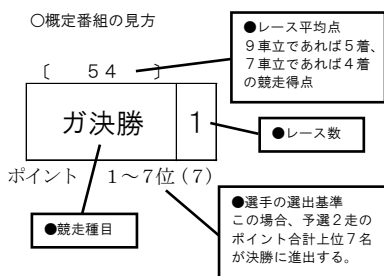 ○概定番組の見方
●レース平均点
９車立であれば５着、
７車立であれば４着
の競走得点
〔　５４　〕
ガ決勝　１
●レース数
ポイント　１～７位（７）
●競走種目
●選手の選出基準
この場合、予選２走の
ポイント合計上位７名
が決勝に進出する。